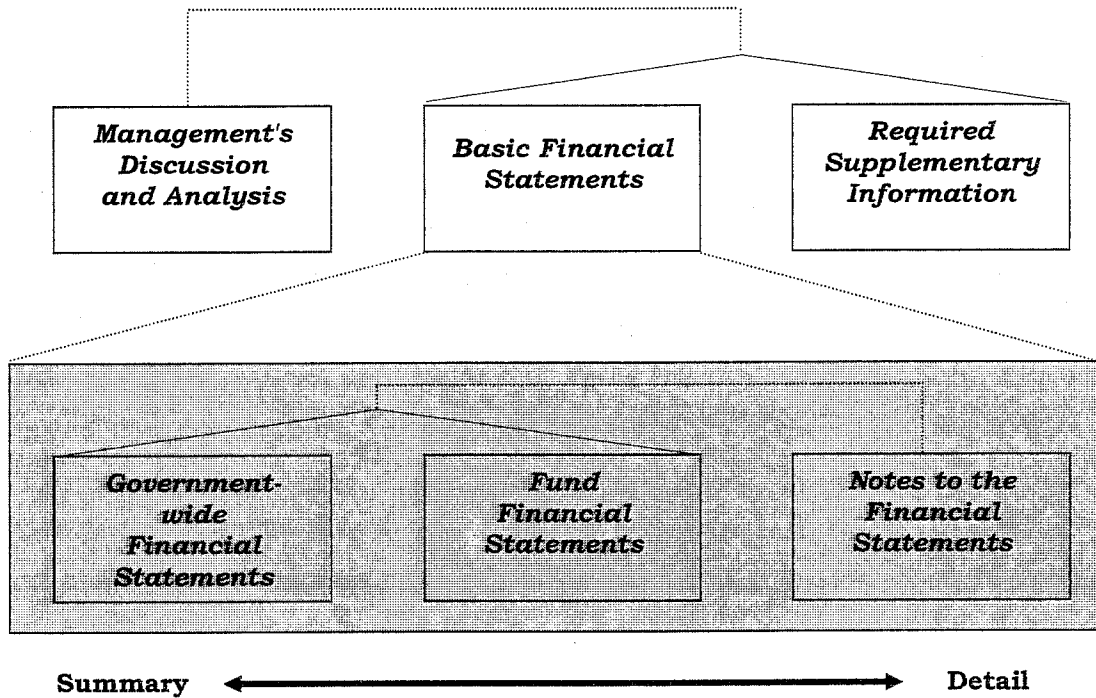 Management's
Discussion
and Analysis
Basic Financial
Statements
Required
Supplementary
Information
Government-
wide
Financial
Statements
Fund
Financial
Statements
Notes to the
Financial
Statements
Summary
Detail